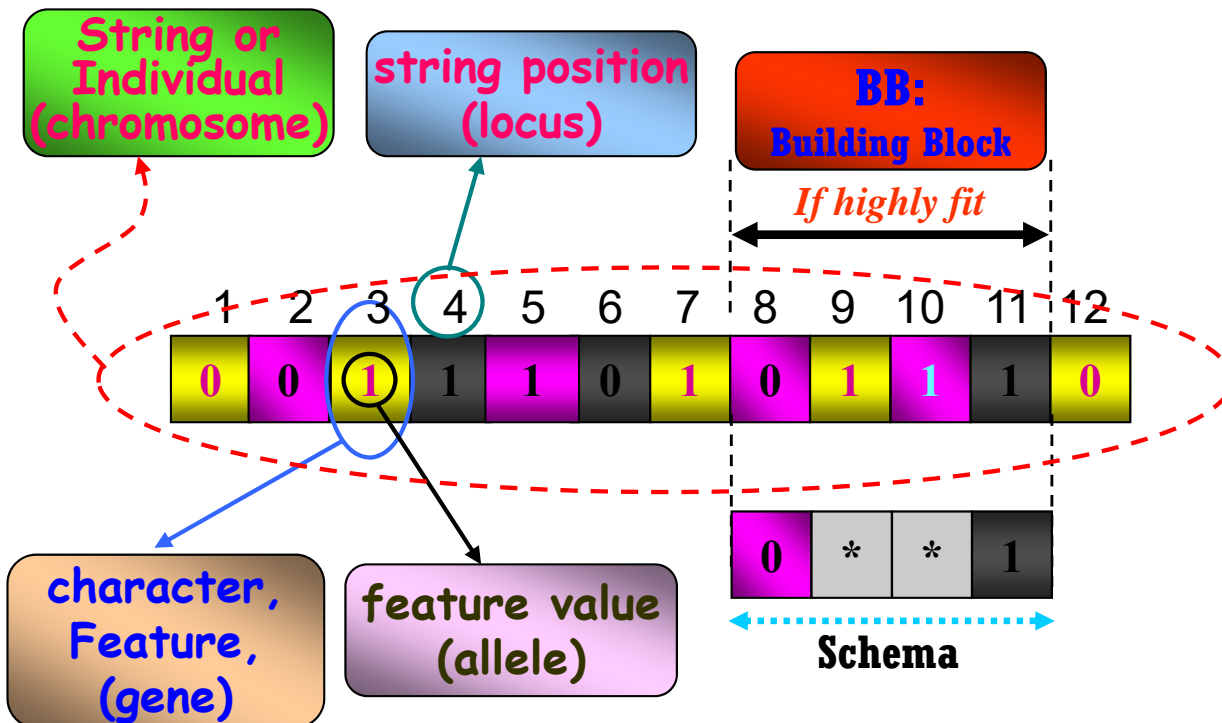 String or
Individual
(chromosome)
string position
(locus)
BB:
Building Block
If highly fit
1 2 3 4 5 6 7 8 9 10 11 12
0 0 1 1 1 0 1 0 1 1 1 0
0 * * 1
Schema
character,
Feature,
(gene)
feature value
(allele)